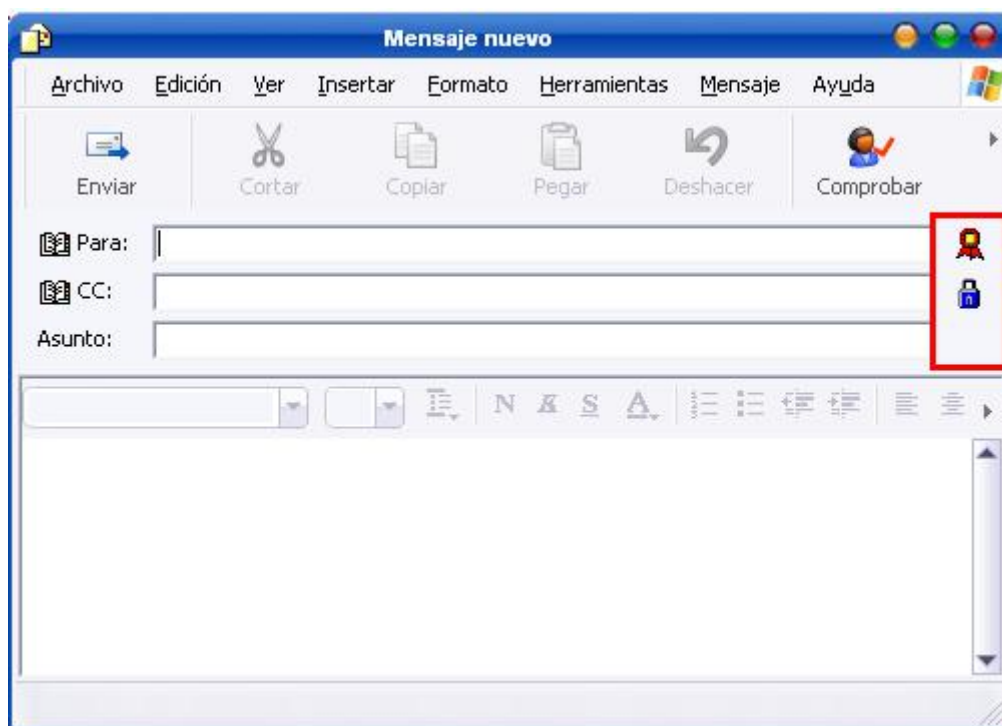 Mensaje nuevo
Archivo Edición Ver Insertar Formato Herramientas Mensaje Ayuda
Enviar Cortar Copiar Pegar Deshacer Comprobar
Para:
CC:
Asunto:
N K S A